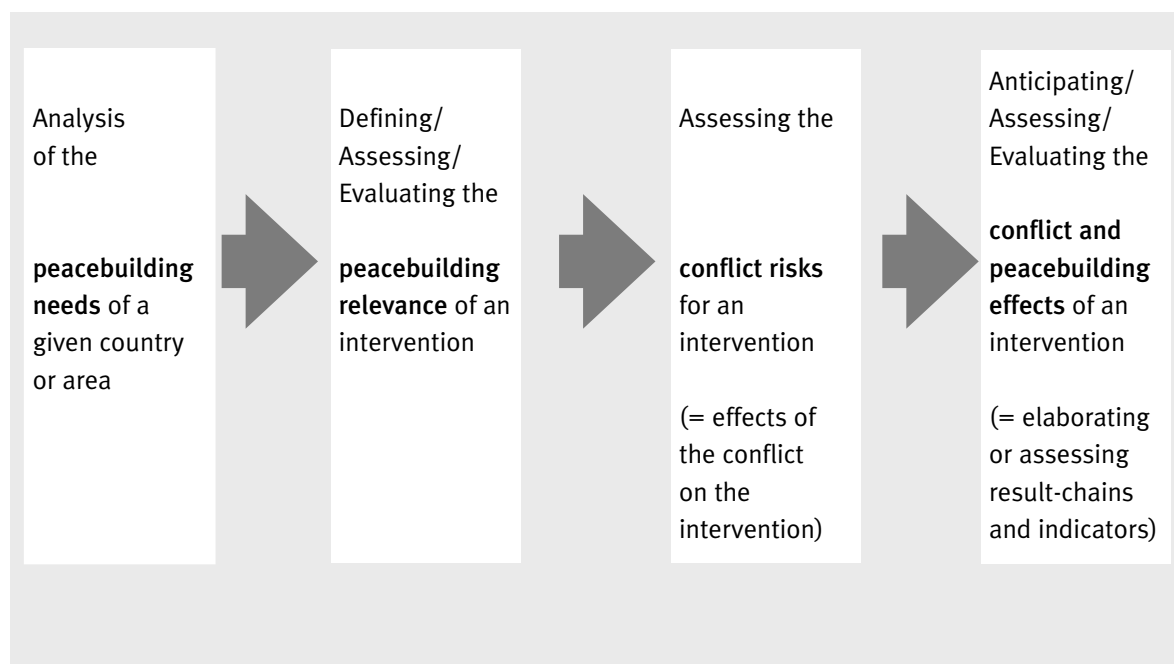 Analysis
of the
peacebuilding
needs of a
given country
or area
Defining/
Assessing/
Evaluating the
peacebuilding
relevance of an
intervention
Assessing the
conflict risks
for an
intervention
(= effects of
the conflict
on the
intervention)
Anticipating/
Assessing/
Evaluating the
conflict and
peacebuilding
effects of an
intervention
(= elaborating
or assessing
result-chains
and indicators)